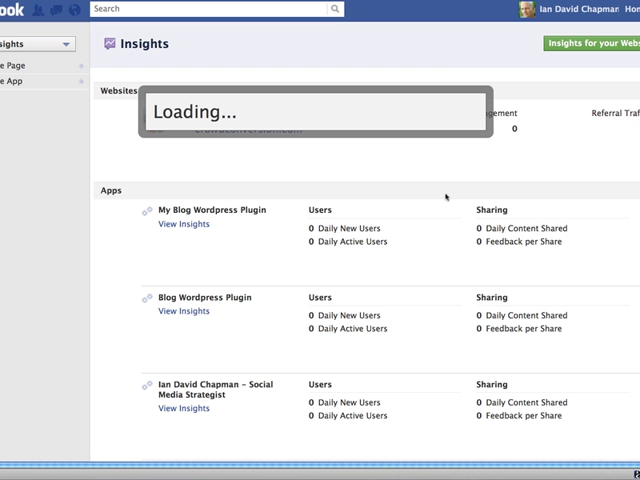 ook Search Ian David Chapman Hon
sights Insights Insights for your Webs
e Page
e App
Websites
Loading... gement Referral Traf
0
Apps
My Blog Wordpress Plugin Users Sharing
View Insights 0 Daily New Users 0 Daily Content Shared
0 Daily Active Users 0 Feedback per Share
Blog Wordpress Plugin Users Sharing
View Insights 0 Daily New Users 0 Daily Content Shared
0 Daily Active Users 0 Feedback per Share
Ian David Chapman - Social Users Sharing
Media Strategist
View Insights 0 Daily New Users 0 Daily Content Shared
0 Daily Active Users 0 Feedback per Share